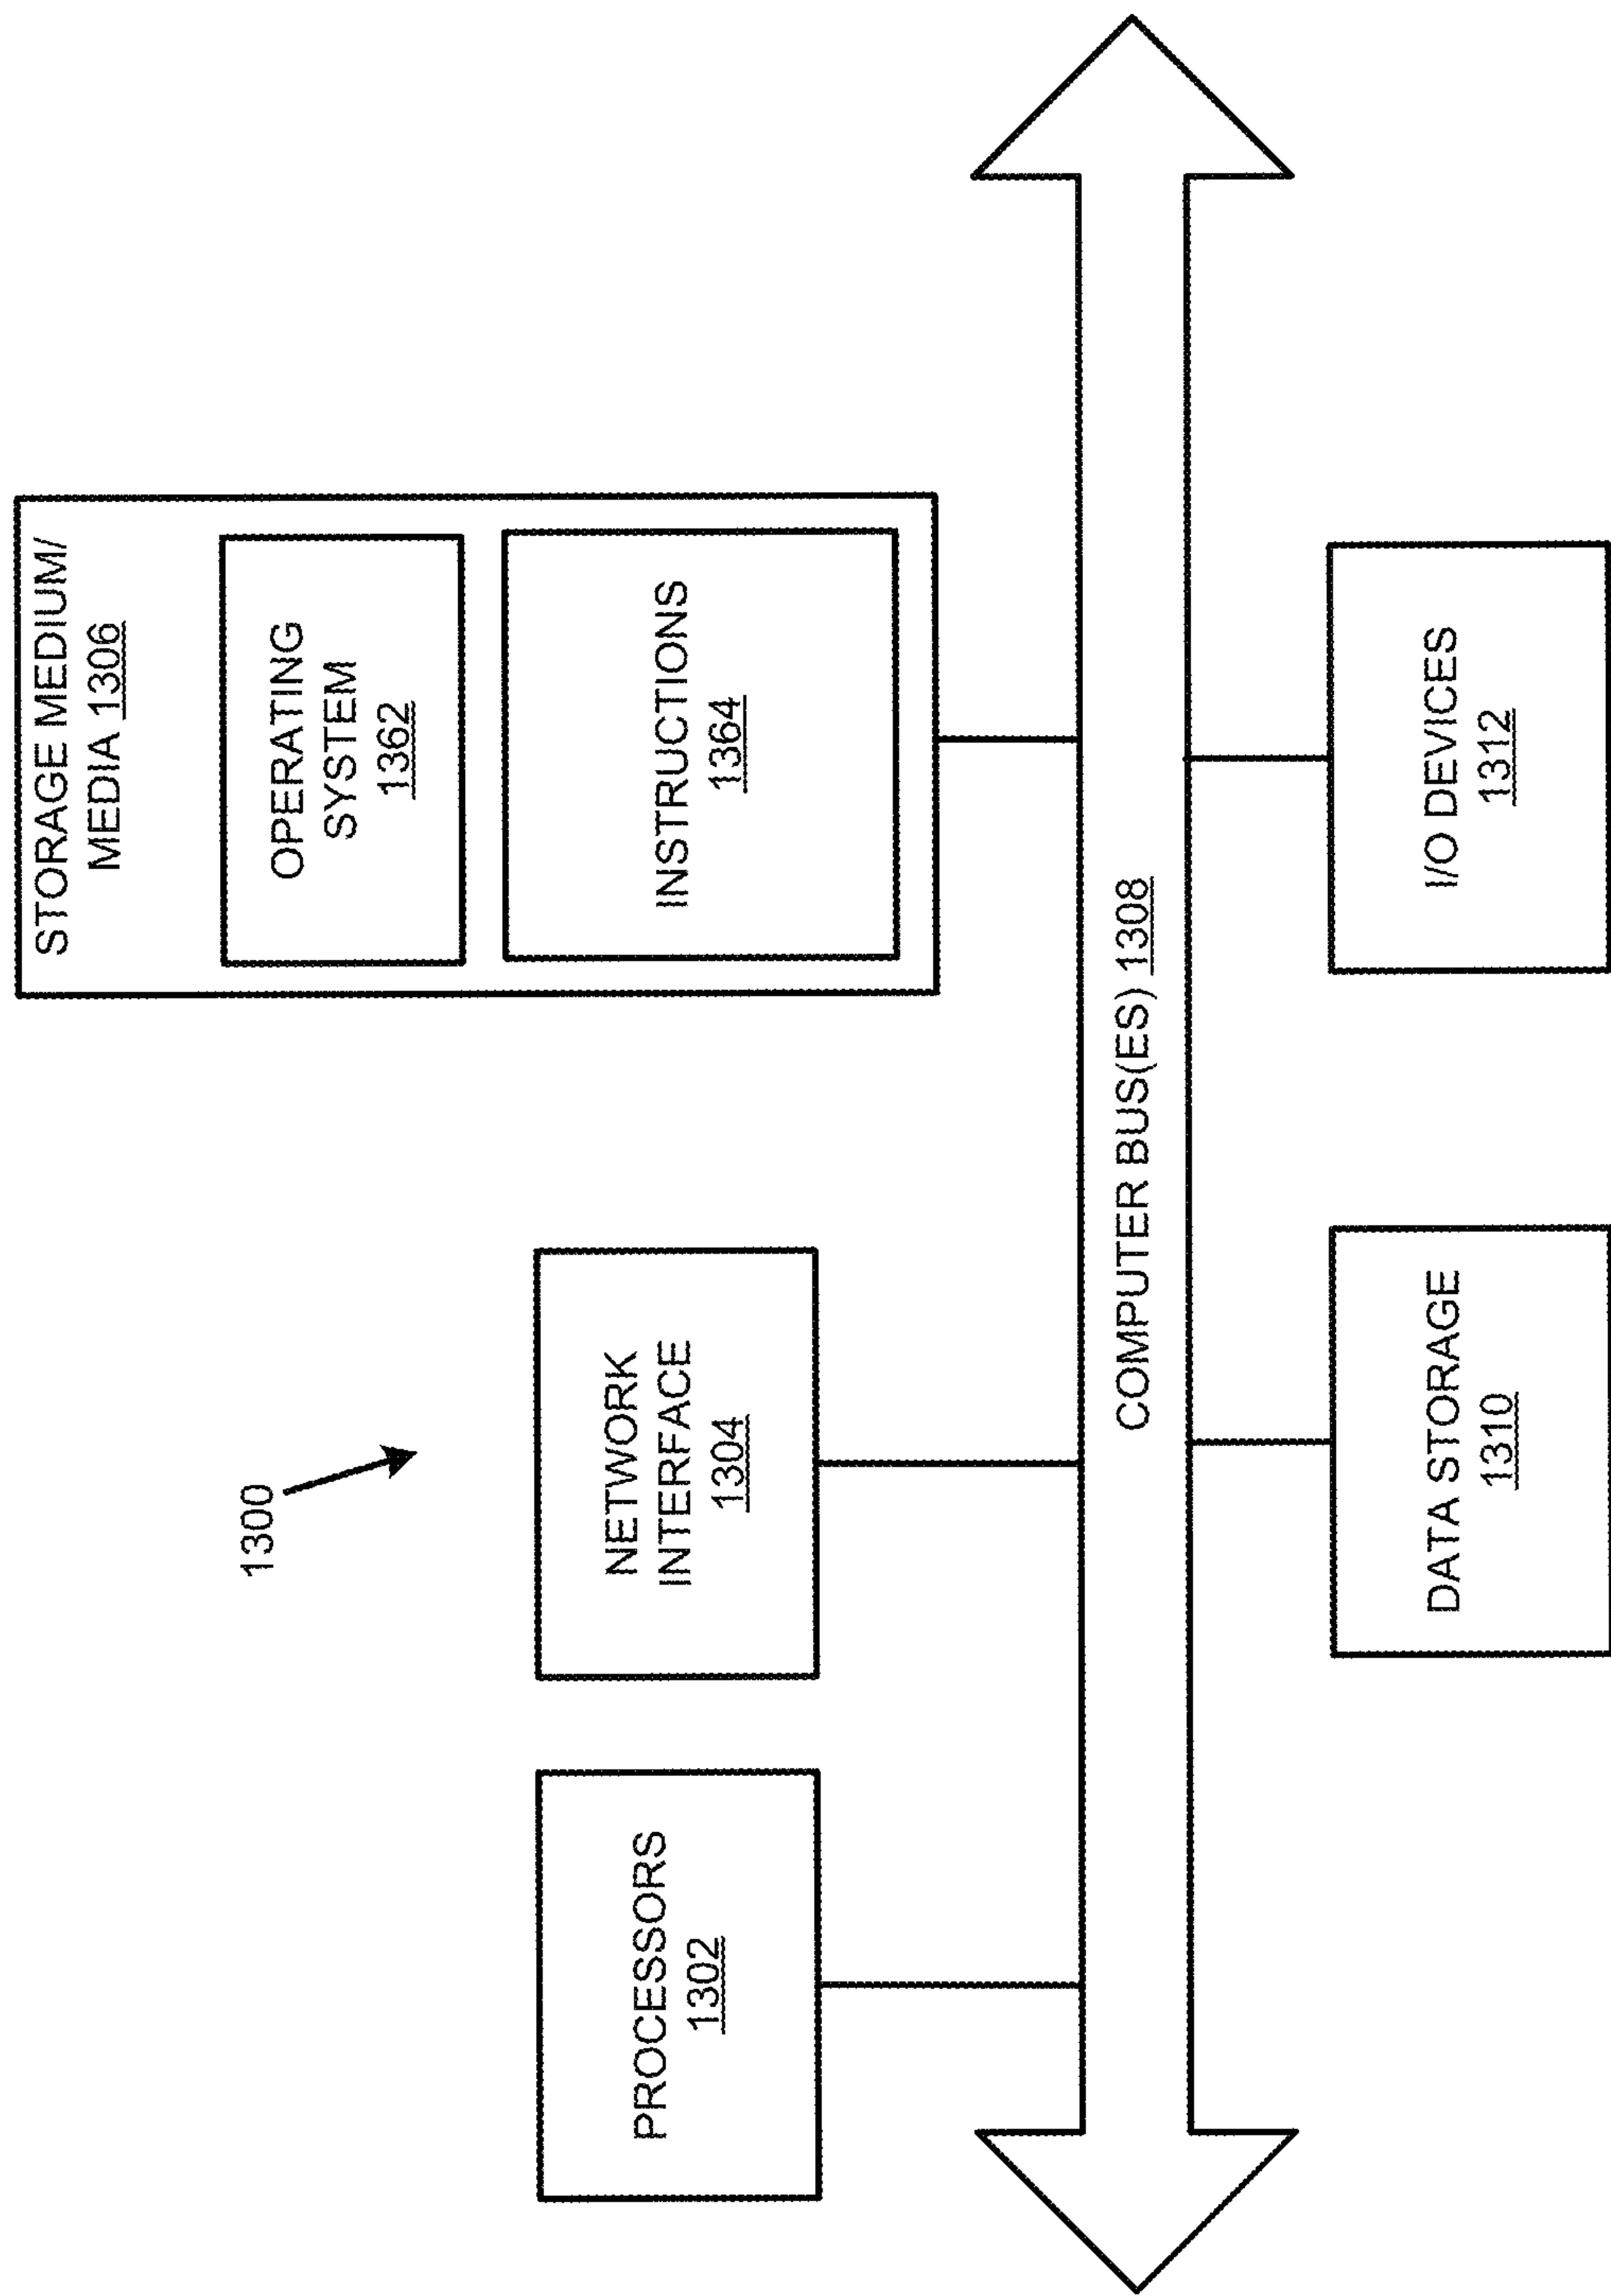 1300
STORAGE MEDIUM/
MEDIA 1306
OPERATING
SYSTEM
1362
INSTRUCTIONS
1364
PROCESSORS
1302
NETWORK
INTERFACE
1304
COMPUTER BUS(ES) 1308
DATA STORAGE
1310
I/O DEVICES
1312